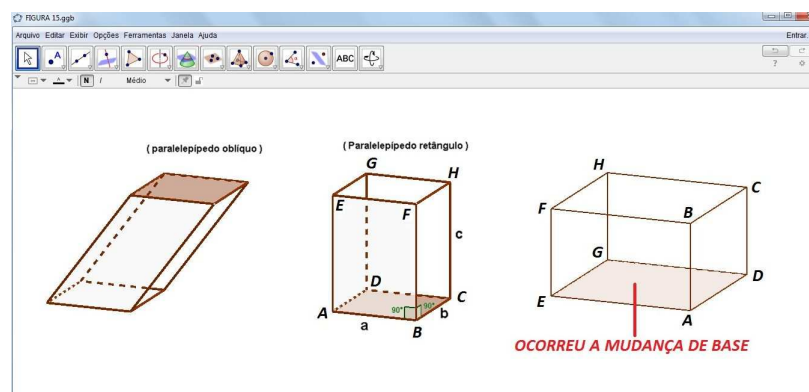 FIGURA 15.ggb
Arquivo Editar Exibir Opções Ferramentas Janela Ajuda
Entrar.
A
ABC
A
N
I
Médio
?
( paralelepípedo oblíquo )
( Paralelepípedo retângulo )
G
H
E
F
c
D
C
A
90°
90°
b
a
B
H
C
F
B
G
D
E
A
OCORREU A MUDANÇA DE BASE